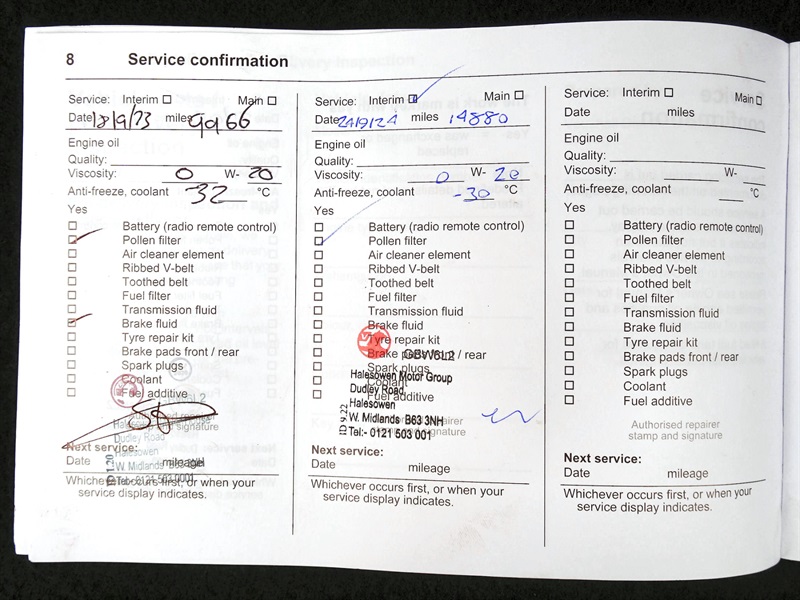 8 Service confirmation
Service: Interim Main
Date 18/9/23 miles 9966
Engine oil
Quality:
Viscosity: 0 W- 20
Anti-freeze, coolant -32 °C
Yes
Battery (radio remote control)
Pollen filter
Air cleaner element
Ribbed V-belt
Toothed belt
Fuel filter
Transmission fluid
Brake fluid
Tyre repair kit
Brake pads front / rear
Spark plugs
Coolant
Fuel additive
Dudley Road
Halesowen
W. Midlands
Tel:- 0121 503 0001
Next service:
Date mileage
Whichever occurs first, or when your
service display indicates.
Service: Interim Main
Date miles 14880
Engine oil
Quality:
Viscosity: 0 W- 20
Anti-freeze, coolant -30 °C
Yes
Battery (radio remote control)
Pollen filter
Air cleaner element
Ribbed V-belt
Toothed belt
Fuel filter
Transmission fluid
Brake fluid
Tyre repair kit
Brake pads front / rear
GBW6L2
Spark plugs
Coolant
Fuel additive
Halesowen Motor Group
Dudley Road,
Halesowen
W. Midlands B63 3NH
Tel:- 0121 503 001
ID 9.22
Next service:
Date mileage
Whichever occurs first, or when your
service display indicates.
Service: Interim Main
Date miles
Engine oil
Quality:
Viscosity: W-
Anti-freeze, coolant °C
Yes
Battery (radio remote control)
Pollen filter
Air cleaner element
Ribbed V-belt
Toothed belt
Fuel filter
Transmission fluid
Brake fluid
Tyre repair kit
Brake pads front / rear
Spark plugs
Coolant
Fuel additive
Authorised repairer
stamp and signature
Next service:
Date mileage
Whichever occurs first, or when your
service display indicates.